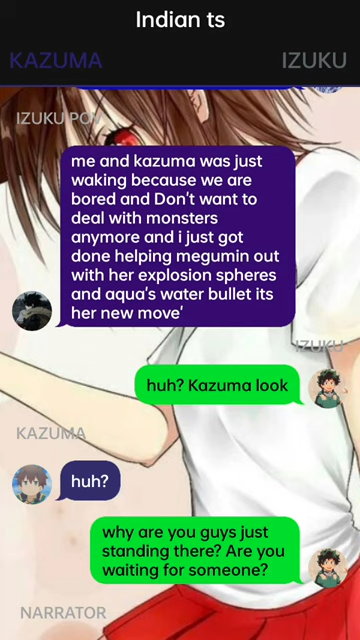 Indian ts
KAZUMA
IZUKU
IZUKU POV
me and kazuma was just
waking because we are
bored and Don't want to
deal with monsters
anymore and i just got
done helping megumin out
with her explosion spheres
and aqua's water bullet its
her new move'
IZUKU
huh? Kazuma look
KAZUMA
huh?
why are you guys just
standing there? Are you
waiting for someone?
NARRATOR